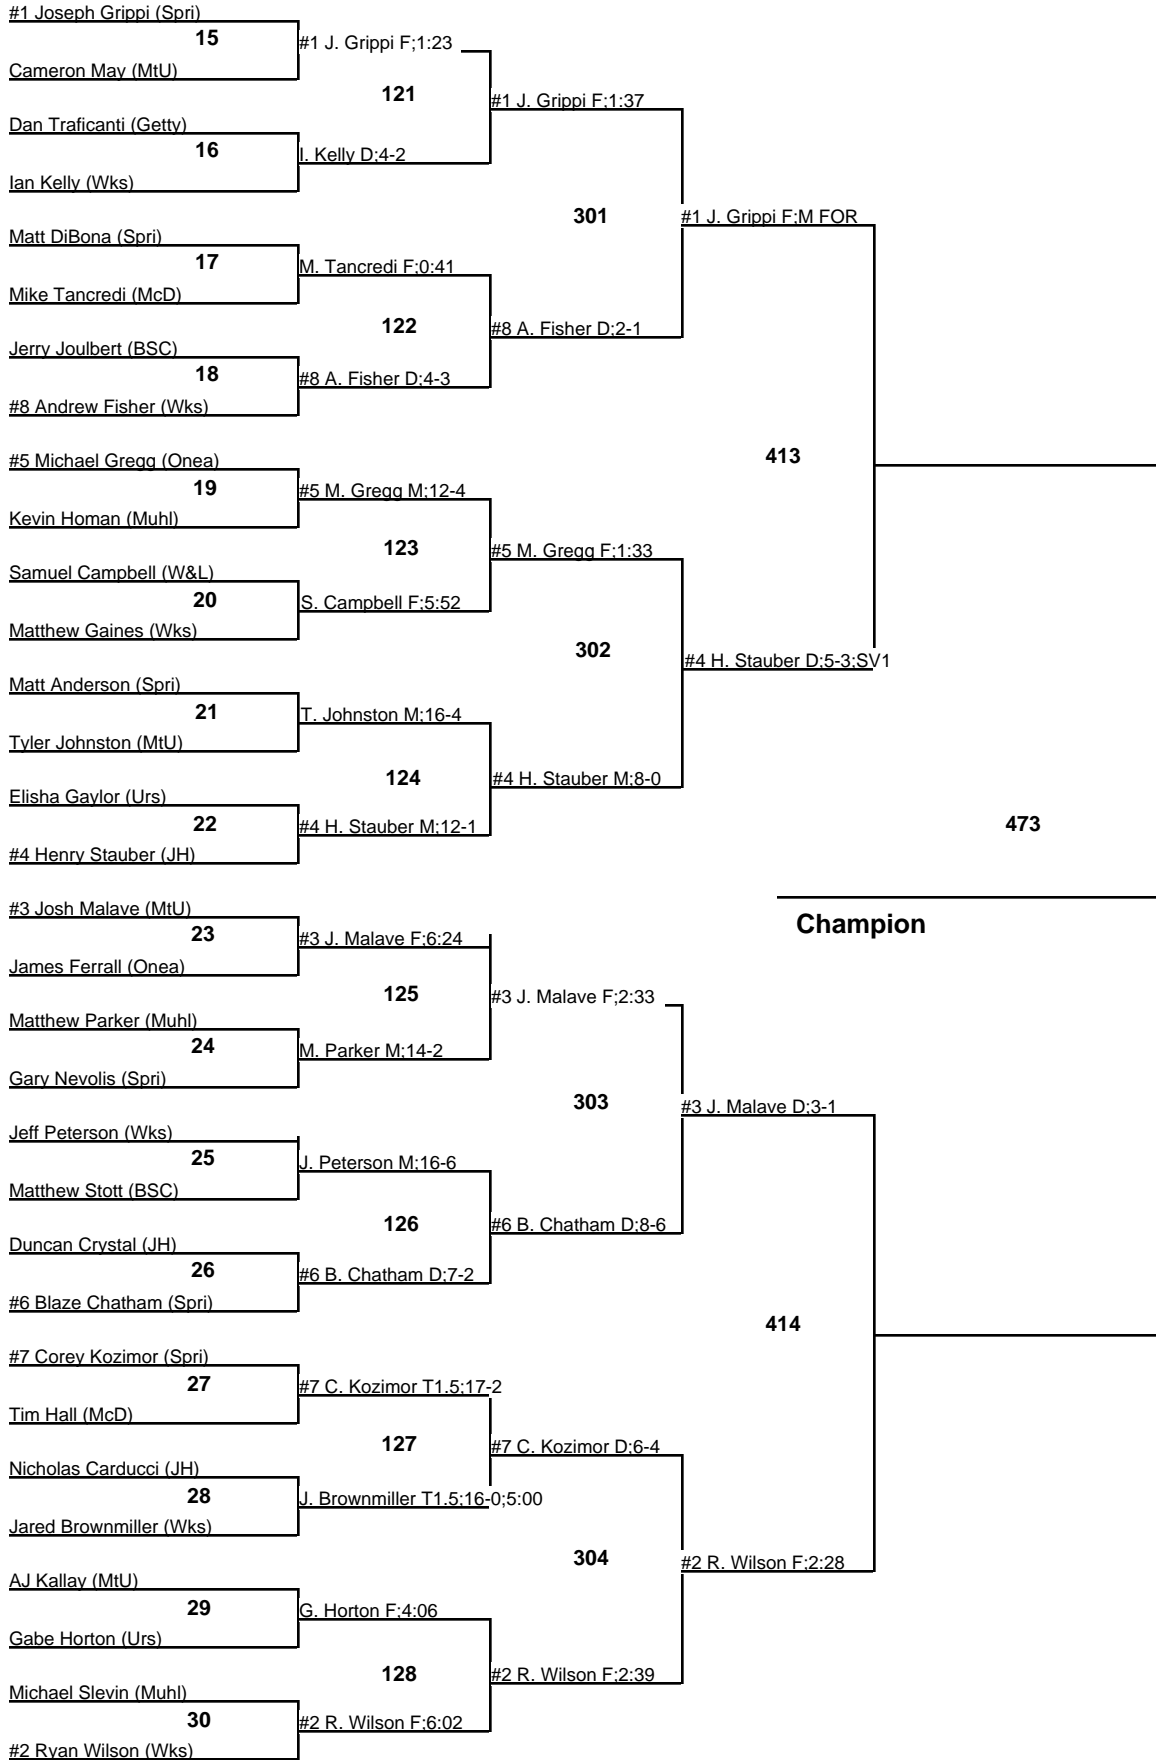 #1 Joseph Grippi (Spri)
15
#1 J. Grippi F;1:23
Cameron May (MtU)
121
#1 J. Grippi F;1:37
Dan Traficanti (Getty)
16
I. Kelly D;4-2
Ian Kelly (Wks)
301
#1 J. Grippi F;M FOR
Matt DiBona (Spri)
17
M. Tancredi F;0:41
Mike Tancredi (McD)
122
#8 A. Fisher D;2-1
Jerry Joulbert (BSC)
18
#8 A. Fisher D;4-3
#8 Andrew Fisher (Wks)
413
#5 Michael Gregg (Onea)
19
#5 M. Gregg M;12-4
Kevin Homan (Muhl)
123
#5 M. Gregg F;1:33
Samuel Campbell (W&L)
20
S. Campbell F;5:52
Matthew Gaines (Wks)
302
#4 H. Stauber D;5-3;SV1
Matt Anderson (Spri)
21
T. Johnston M;16-4
Tyler Johnston (MtU)
124
#4 H. Stauber M;8-0
Elisha Gaylor (Urs)
22
#4 H. Stauber M;12-1
473
#4 Henry Stauber (JH)
#3 Josh Malave (MtU)
Champion
23
#3 J. Malave F;6:24
James Ferrall (Onea)
125
#3 J. Malave F;2:33
Matthew Parker (Muhl)
24
M. Parker M;14-2
Gary Nevolis (Spri)
303
#3 J. Malave D;3-1
Jeff Peterson (Wks)
25
J. Peterson M;16-6
Matthew Stott (BSC)
126
#6 B. Chatham D;8-6
Duncan Crystal (JH)
26
#6 B. Chatham D;7-2
#6 Blaze Chatham (Spri)
414
#7 Corey Kozimor (Spri)
27
#7 C. Kozimor T1.5;17-2
Tim Hall (McD)
127
#7 C. Kozimor D;6-4
Nicholas Carducci (JH)
28
J. Brownmiller T1.5;16-0;5:00
Jared Brownmiller (Wks)
304
#2 R. Wilson F;2:28
AJ Kallay (MtU)
29
G. Horton F;4:06
Gabe Horton (Urs)
128
#2 R. Wilson F;2:39
Michael Slevin (Muhl)
30
#2 R. Wilson F;6:02
#2 Ryan Wilson (Wks)